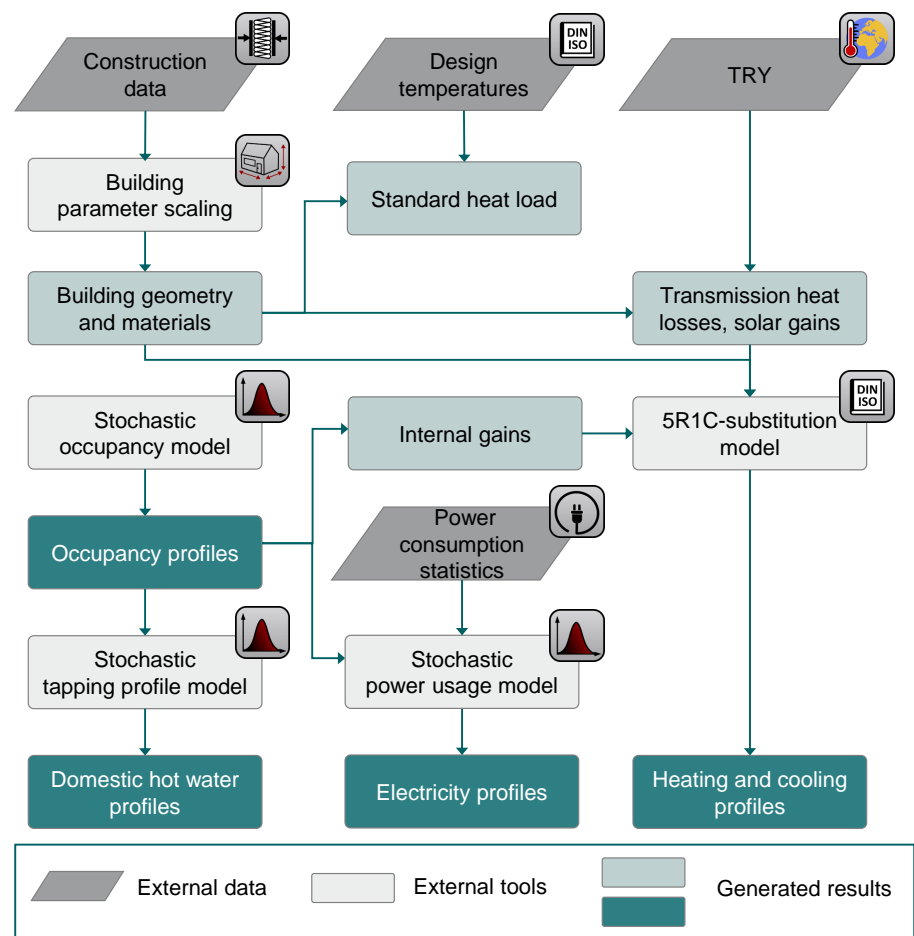 Construction
data
DIN
ISO
Design
temperatures
TRY
Building
parameter scaling
Standard heat load
Building geometry
and materials
Transmission heat
losses, solar gains
Stochastic
occupancy model
Internal gains
DIN
ISO
5R1C-substitution
model
Occupancy profiles
Power
consumption
statistics
Stochastic
tapping profile model
Stochastic
power usage model
Domestic hot water
profiles
Electricity profiles
Heating and cooling
profiles
External data
External tools
Generated results